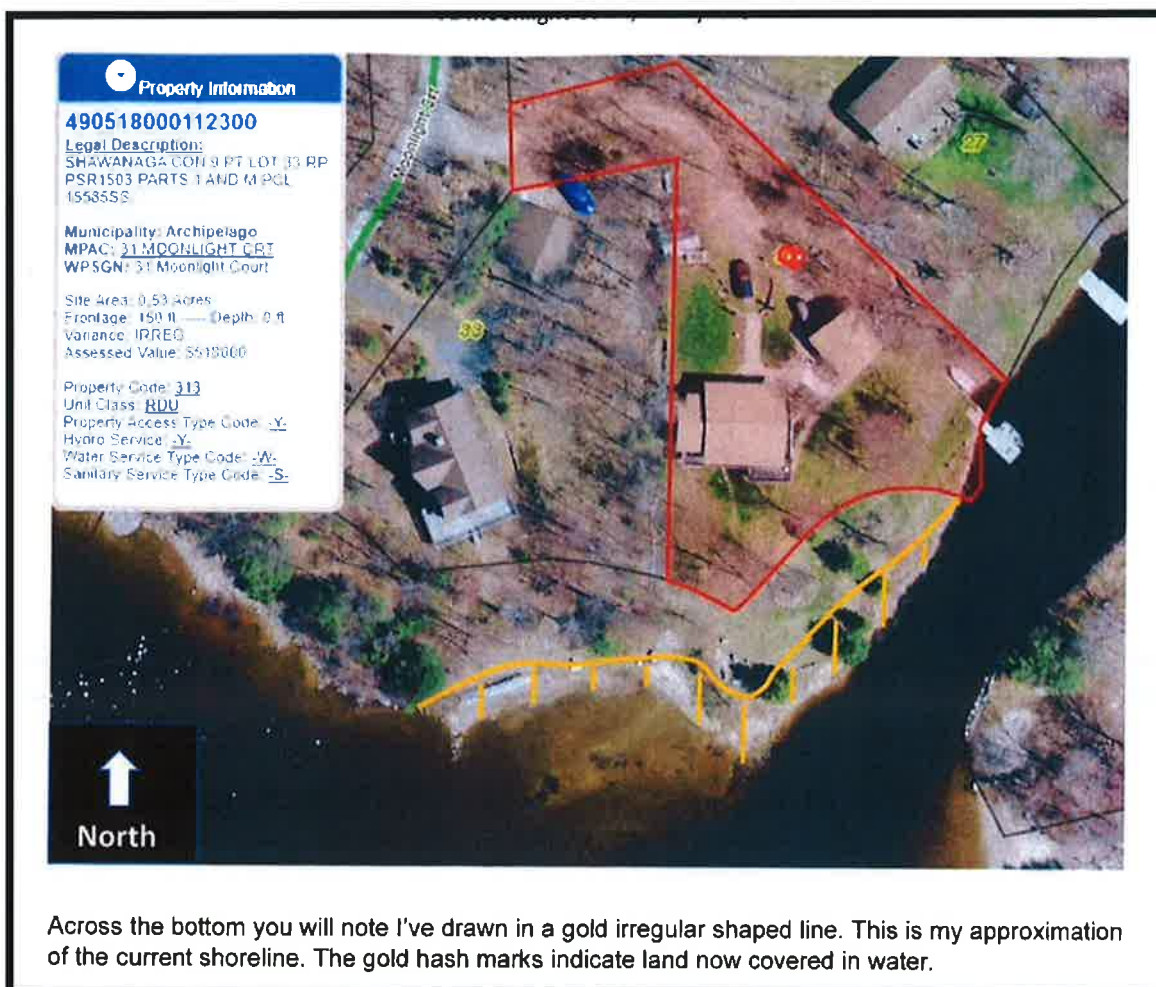 Property Information
490518000112300
Legal Description:
SHAWANAGA CON 9 PT LOT 33 RP
PSR1503 PARTS 1 AND M PCL
15585SS
Municipality: Archipelago
MPAC: 31 MOONLIGHT CRT
WPSGN: 31 Moonlight Court
Site Area: 0.53 Acres
Frontage: 150 ft ---- Depth: 0 ft
Variance: IRREG
Assessed Value:
Property Code: 313
Unit Class: RDU
Property Access Type Code: -Y-
Hydro Service: -Y-
Water Service Type Code: -W-
Sanitary Service Type Code: -S-
Moonlight Crt
27
33
North
Across the bottom you will note I've drawn in a gold irregular shaped line. This is my approximation
of the current shoreline. The gold hash marks indicate land now covered in water.